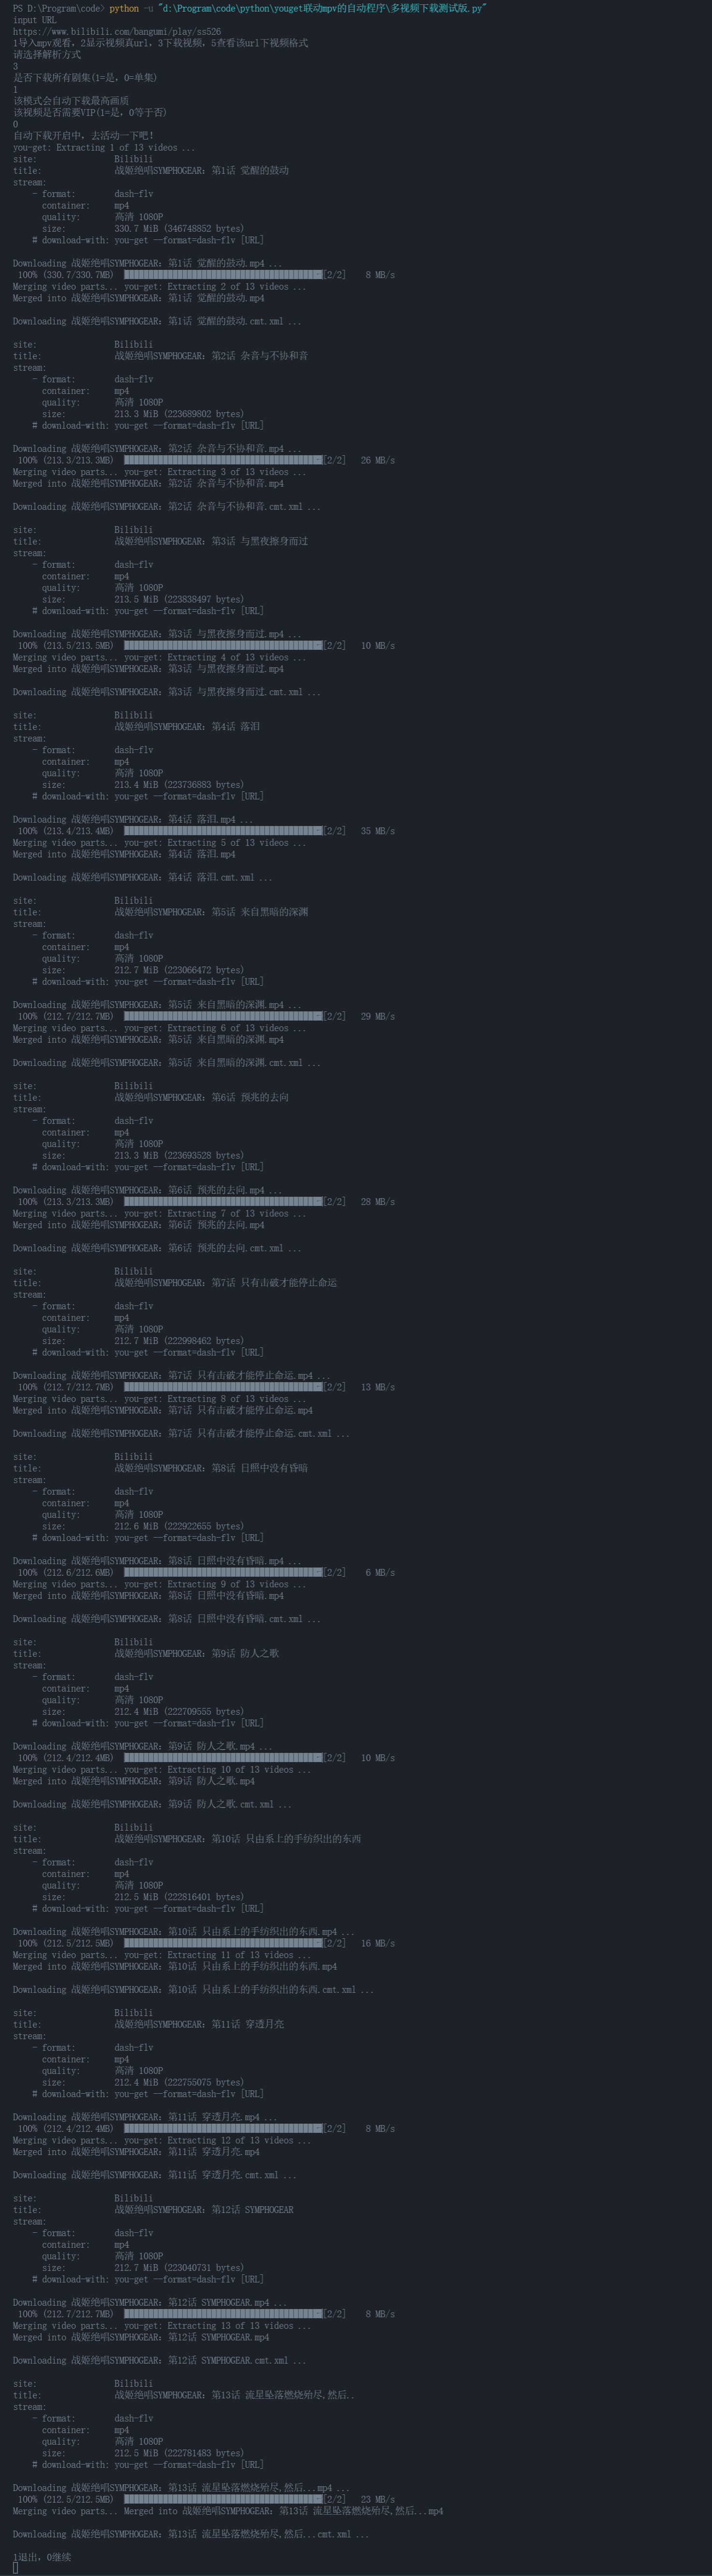 PS D:\Program\code> python -u "d:\Program\code\python\youget联动mpv的自动程序\多视频下载测试版.py"
input URL
https://www.bilibili.com/bangumi/play/ss526
1导入mpv观看，2显示视频真url，3下载视频，5查看该url下视频格式
请选择解析方式
3
是否下载所有剧集(1=是，0=单集)
1
该模式会自动下载最高画质
该视频是否需要VIP(1=是，0等于否)
0
自动下载开启中，去活动一下吧！
you-get: Extracting 1 of 13 videos ...
site: Bilibili
title: 战姬绝唱SYMPHOGEAR：第1话 觉醒的鼓动
stream:
- format: dash-flv
container: mp4
quality: 高清 1080P
size: 330.7 MiB (346748852 bytes)
# download-with: you-get --format=dash-flv [URL]
Downloading 战姬绝唱SYMPHOGEAR：第1话 觉醒的鼓动.mp4 ...
100% (330.7/330.7MB) [2/2] 8 MB/s
Merging video parts... you-get: Extracting 2 of 13 videos ...
Merged into 战姬绝唱SYMPHOGEAR：第1话 觉醒的鼓动.mp4
Downloading 战姬绝唱SYMPHOGEAR：第1话 觉醒的鼓动.cmt.xml ...
site: Bilibili
title: 战姬绝唱SYMPHOGEAR：第2话 杂音与不协和音
stream:
- format: dash-flv
container: mp4
quality: 高清 1080P
size: 213.3 MiB (223689802 bytes)
# download-with: you-get --format=dash-flv [URL]
Downloading 战姬绝唱SYMPHOGEAR：第2话 杂音与不协和音.mp4 ...
100% (213.3/213.3MB) [2/2] 26 MB/s
Merging video parts... you-get: Extracting 3 of 13 videos ...
Merged into 战姬绝唱SYMPHOGEAR：第2话 杂音与不协和音.mp4
Downloading 战姬绝唱SYMPHOGEAR：第2话 杂音与不协和音.cmt.xml ...
site: Bilibili
title: 战姬绝唱SYMPHOGEAR：第3话 与黑夜擦身而过
stream:
- format: dash-flv
container: mp4
quality: 高清 1080P
size: 213.5 MiB (223838497 bytes)
# download-with: you-get --format=dash-flv [URL]
Downloading 战姬绝唱SYMPHOGEAR：第3话 与黑夜擦身而过.mp4 ...
100% (213.5/213.5MB) [2/2] 10 MB/s
Merging video parts... you-get: Extracting 4 of 13 videos ...
Merged into 战姬绝唱SYMPHOGEAR：第3话 与黑夜擦身而过.mp4
Downloading 战姬绝唱SYMPHOGEAR：第3话 与黑夜擦身而过.cmt.xml ...
site: Bilibili
title: 战姬绝唱SYMPHOGEAR：第4话 落泪
stream:
- format: dash-flv
container: mp4
quality: 高清 1080P
size: 213.4 MiB (223736883 bytes)
# download-with: you-get --format=dash-flv [URL]
Downloading 战姬绝唱SYMPHOGEAR：第4话 落泪.mp4 ...
100% (213.4/213.4MB) [2/2] 35 MB/s
Merging video parts... you-get: Extracting 5 of 13 videos ...
Merged into 战姬绝唱SYMPHOGEAR：第4话 落泪.mp4
Downloading 战姬绝唱SYMPHOGEAR：第4话 落泪.cmt.xml ...
site: Bilibili
title: 战姬绝唱SYMPHOGEAR：第5话 来自黑暗的深渊
stream:
- format: dash-flv
container: mp4
quality: 高清 1080P
size: 212.7 MiB (223066472 bytes)
# download-with: you-get --format=dash-flv [URL]
Downloading 战姬绝唱SYMPHOGEAR：第5话 来自黑暗的深渊.mp4 ...
100% (212.7/212.7MB) [2/2] 29 MB/s
Merging video parts... you-get: Extracting 6 of 13 videos ...
Merged into 战姬绝唱SYMPHOGEAR：第5话 来自黑暗的深渊.mp4
Downloading 战姬绝唱SYMPHOGEAR：第5话 来自黑暗的深渊.cmt.xml ...
site: Bilibili
title: 战姬绝唱SYMPHOGEAR：第6话 预兆的去向
stream:
- format: dash-flv
container: mp4
quality: 高清 1080P
size: 213.3 MiB (223693528 bytes)
# download-with: you-get --format=dash-flv [URL]
Downloading 战姬绝唱SYMPHOGEAR：第6话 预兆的去向.mp4 ...
100% (213.3/213.3MB) [2/2] 28 MB/s
Merging video parts... you-get: Extracting 7 of 13 videos ...
Merged into 战姬绝唱SYMPHOGEAR：第6话 预兆的去向.mp4
Downloading 战姬绝唱SYMPHOGEAR：第6话 预兆的去向.cmt.xml ...
site: Bilibili
title: 战姬绝唱SYMPHOGEAR：第7话 只有击破才能停止命运
stream:
- format: dash-flv
container: mp4
quality: 高清 1080P
size: 212.7 MiB (222998462 bytes)
# download-with: you-get --format=dash-flv [URL]
Downloading 战姬绝唱SYMPHOGEAR：第7话 只有击破才能停止命运.mp4 ...
100% (212.7/212.7MB) [2/2] 13 MB/s
Merging video parts... you-get: Extracting 8 of 13 videos ...
Merged into 战姬绝唱SYMPHOGEAR：第7话 只有击破才能停止命运.mp4
Downloading 战姬绝唱SYMPHOGEAR：第7话 只有击破才能停止命运.cmt.xml ...
site: Bilibili
title: 战姬绝唱SYMPHOGEAR：第8话 日照中没有昏暗
stream:
- format: dash-flv
container: mp4
quality: 高清 1080P
size: 212.6 MiB (222922655 bytes)
# download-with: you-get --format=dash-flv [URL]
Downloading 战姬绝唱SYMPHOGEAR：第8话 日照中没有昏暗.mp4 ...
100% (212.6/212.6MB) [2/2] 6 MB/s
Merging video parts... you-get: Extracting 9 of 13 videos ...
Merged into 战姬绝唱SYMPHOGEAR：第8话 日照中没有昏暗.mp4
Downloading 战姬绝唱SYMPHOGEAR：第8话 日照中没有昏暗.cmt.xml ...
site: Bilibili
title: 战姬绝唱SYMPHOGEAR：第9话 防人之歌
stream:
- format: dash-flv
container: mp4
quality: 高清 1080P
size: 212.4 MiB (222709555 bytes)
# download-with: you-get --format=dash-flv [URL]
Downloading 战姬绝唱SYMPHOGEAR：第9话 防人之歌.mp4 ...
100% (212.4/212.4MB) [2/2] 10 MB/s
Merging video parts... you-get: Extracting 10 of 13 videos ...
Merged into 战姬绝唱SYMPHOGEAR：第9话 防人之歌.mp4
Downloading 战姬绝唱SYMPHOGEAR：第9话 防人之歌.cmt.xml ...
site: Bilibili
title: 战姬绝唱SYMPHOGEAR：第10话 只由系上的手纺织出的东西
stream:
- format: dash-flv
container: mp4
quality: 高清 1080P
size: 212.5 MiB (222816401 bytes)
# download-with: you-get --format=dash-flv [URL]
Downloading 战姬绝唱SYMPHOGEAR：第10话 只由系上的手纺织出的东西.mp4 ...
100% (212.5/212.5MB) [2/2] 16 MB/s
Merging video parts... you-get: Extracting 11 of 13 videos ...
Merged into 战姬绝唱SYMPHOGEAR：第10话 只由系上的手纺织出的东西.mp4
Downloading 战姬绝唱SYMPHOGEAR：第10话 只由系上的手纺织出的东西.cmt.xml ...
site: Bilibili
title: 战姬绝唱SYMPHOGEAR：第11话 穿透月亮
stream:
- format: dash-flv
container: mp4
quality: 高清 1080P
size: 212.4 MiB (222755075 bytes)
# download-with: you-get --format=dash-flv [URL]
Downloading 战姬绝唱SYMPHOGEAR：第11话 穿透月亮.mp4 ...
100% (212.4/212.4MB) [2/2] 8 MB/s
Merging video parts... you-get: Extracting 12 of 13 videos ...
Merged into 战姬绝唱SYMPHOGEAR：第11话 穿透月亮.mp4
Downloading 战姬绝唱SYMPHOGEAR：第11话 穿透月亮.cmt.xml ...
site: Bilibili
title: 战姬绝唱SYMPHOGEAR：第12话 SYMPHOGEAR
stream:
- format: dash-flv
container: mp4
quality: 高清 1080P
size: 212.7 MiB (223040731 bytes)
# download-with: you-get --format=dash-flv [URL]
Downloading 战姬绝唱SYMPHOGEAR：第12话 SYMPHOGEAR.mp4 ...
100% (212.7/212.7MB) [2/2] 8 MB/s
Merging video parts... you-get: Extracting 13 of 13 videos ...
Merged into 战姬绝唱SYMPHOGEAR：第12话 SYMPHOGEAR.mp4
Downloading 战姬绝唱SYMPHOGEAR：第12话 SYMPHOGEAR.cmt.xml ...
site: Bilibili
title: 战姬绝唱SYMPHOGEAR：第13话 流星坠落燃烧殆尽,然后..
stream:
- format: dash-flv
container: mp4
quality: 高清 1080P
size: 212.5 MiB (222781483 bytes)
# download-with: you-get --format=dash-flv [URL]
Downloading 战姬绝唱SYMPHOGEAR：第13话 流星坠落燃烧殆尽,然后...mp4 ...
100% (212.5/212.5MB) [2/2] 23 MB/s
Merging video parts... Merged into 战姬绝唱SYMPHOGEAR：第13话 流星坠落燃烧殆尽,然后...mp4
Downloading 战姬绝唱SYMPHOGEAR：第13话 流星坠落燃烧殆尽,然后...cmt.xml ...
1退出，0继续